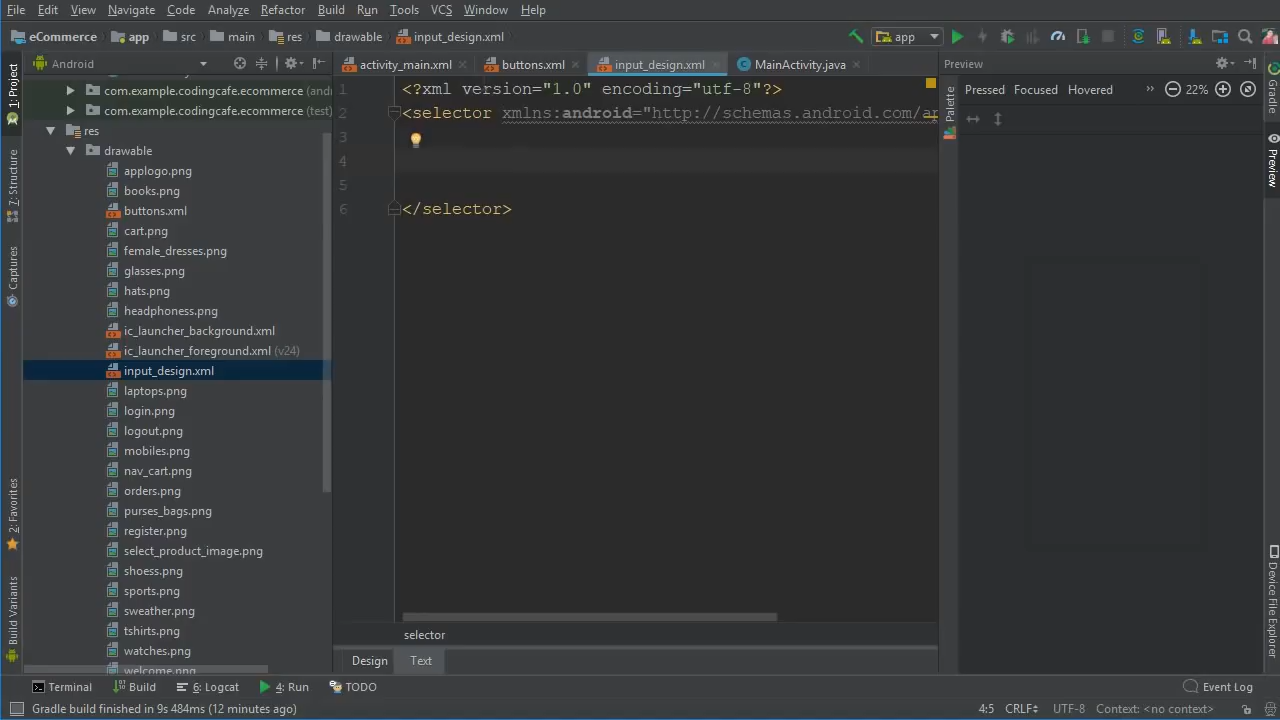 File Edit View Navigate Code Analyze Refactor Build Run Tools VCS Window Help
eCommerce app src main res drawable input_design.xml app
1: Project
Android
activity_main.xml buttons.xml input_design.xml MainActivity.java
Preview
com.example.codingcafe.ecommerce
com.example.codingcafe.ecommerce (test)
res
drawable
applogo.png
books.png
buttons.xml
cart.png
female_dresses.png
glasses.png
hats.png
headphoness.png
ic_launcher_background.xml
ic_launcher_foreground.xml (v24)
input_design.xml
laptops.png
login.png
logout.png
mobiles.png
nav_cart.png
orders.png
purses_bags.png
register.png
select_product_image.png
shoess.png
sports.png
sweather.png
tshirts.png
watches.png
welcome.png
7: Structure
Captures
2: Favorites
Build Variants
1 <?xml version="1.0" encoding="utf-8"?>
2 <selector xmlns:android="http://schemas.android.com/
3
4
5
6 </selector>
selector
Design Text
Palette
Pressed Focused Hovered » 22%
Gradle
Preview
Device File Explorer
Terminal Build 6: Logcat 4: Run TODO Event Log
Gradle build finished in 9s 484ms (12 minutes ago) 4:5 CRLF UTF-8 Context: <no context>